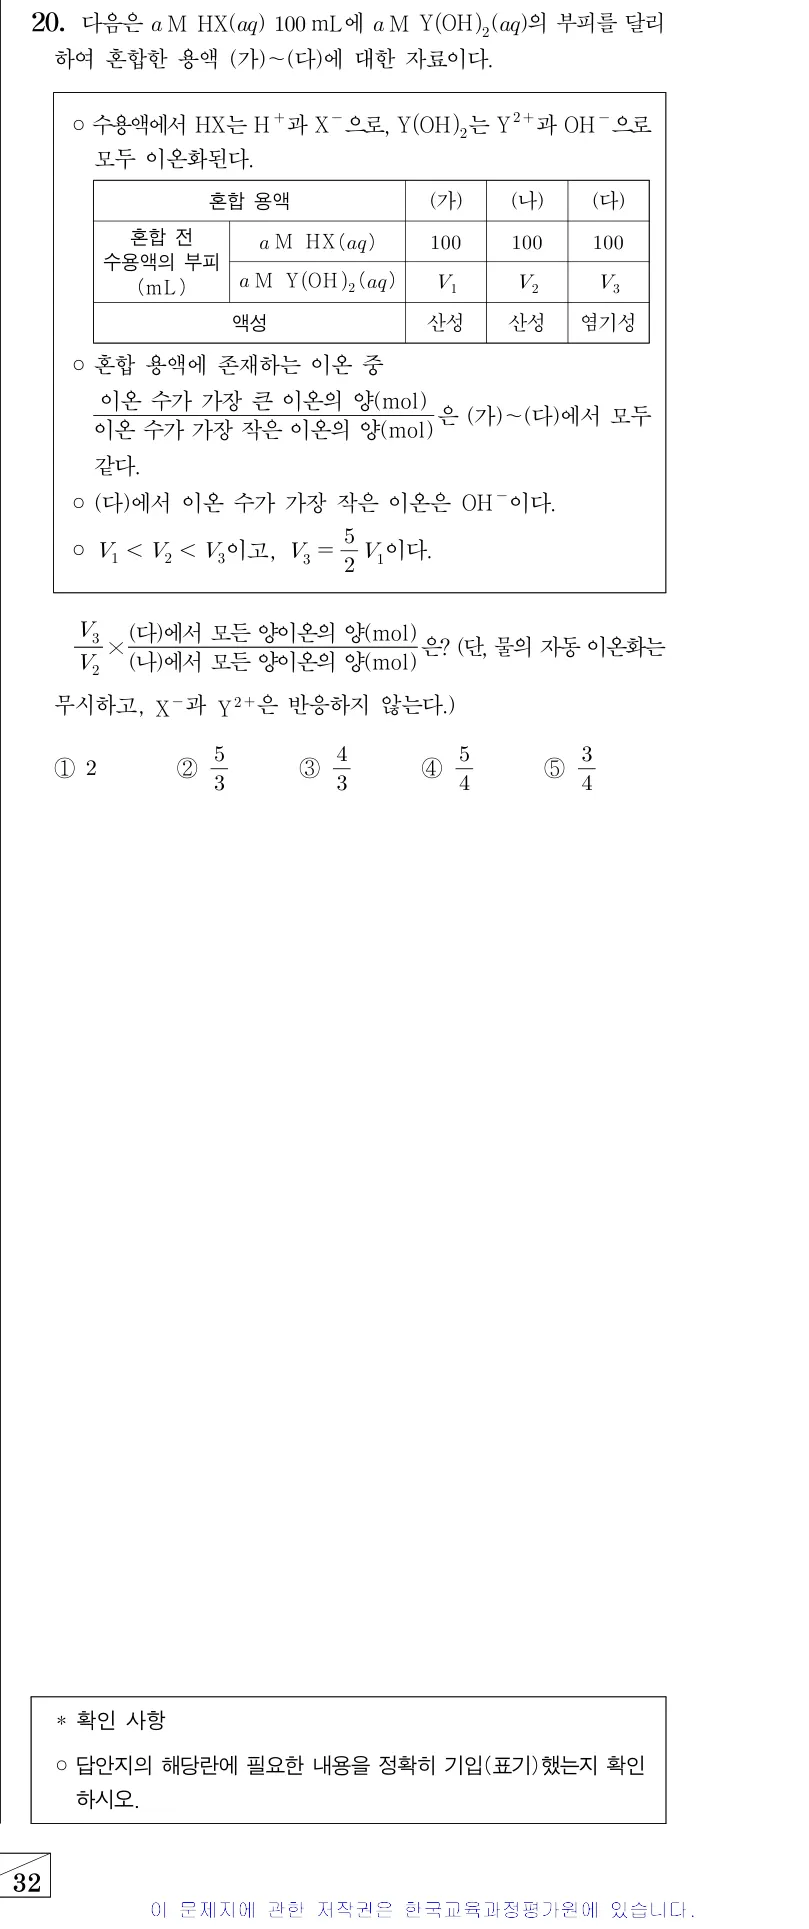 20. 다음은 a M HX(aq) 100 mL에 a M Y(OH)₂(aq)의 부피를 달리
하여 혼합한 용액 (가)~(다)에 대한 자료이다.
○ 수용액에서 HX는 H⁺과 X⁻으로, Y(OH)₂는 Y²⁺과 OH⁻으로
모두 이온화된다.
혼합 용액 (가) (나) (다)
혼합 전
수용액의 부피
(mL)
a M HX(aq) 100 100 100
a M Y(OH)₂(aq) V₁ V₂ V₃
액성 산성 산성 염기성
○ 혼합 용액에 존재하는 이온 중
이온 수가 가장 큰 이온의 양(mol)
이온 수가 가장 작은 이온의 양(mol)
은 (가)~(다)에서 모두
같다.
○ (다)에서 이온 수가 가장 작은 이온은 OH⁻이다.
○ V₁ < V₂ < V₃이고, V₃ = 5/2 V₁이다.
V₃/V₂ × (다)에서 모든 양이온의 양(mol)
(나)에서 모든 양이온의 양(mol)
은? (단, 물의 자동 이온화는
무시하고, X⁻과 Y²⁺은 반응하지 않는다.)
① 2 ② 5/3 ③ 4/3 ④ 5/4 ⑤ 3/4
* 확인 사항
○ 답안지의 해당란에 필요한 내용을 정확히 기입(표기)했는지 확인
하시오.
32
이 문제지에 관한 저작권은 한국교육과정평가원에 있습니다.